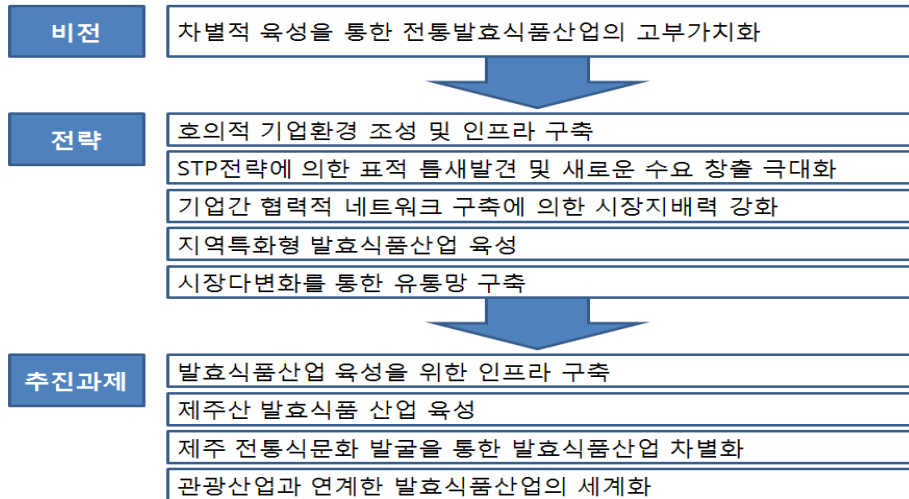 비전
차별적 육성을 통한 전통발효식품산업의 고부가치화
전략
호의적 기업환경 조성 및 인프라 구축
STP전략에 의한 표적 틈새발견 및 새로운 수요 창출 극대화
기업간 협력적 네트워크 구축에 의한 시장지배력 강화
지역특화형 발효식품산업 육성
시장다변화를 통한 유통망 구축
추진과제
발효식품산업 육성을 위한 인프라 구축
제주산 발효식품 산업 육성
제주 전통식문화 발굴을 통한 발효식품산업 차별화
관광산업과 연계한 발효식품산업의 세계화